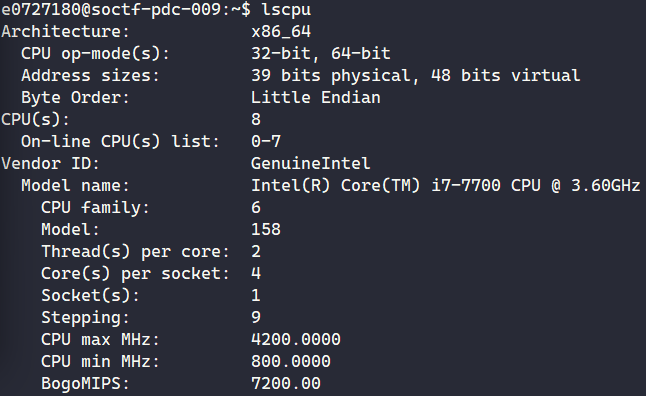 e0727180@soctf-pdc-009:~$ lscpu
Architecture: x86_64
CPU op-mode(s): 32-bit, 64-bit
Address sizes: 39 bits physical, 48 bits virtual
Byte Order: Little Endian
CPU(s): 8
On-line CPU(s) list: 0-7
Vendor ID: GenuineIntel
Model name: Intel(R) Core(TM) i7-7700 CPU @ 3.60GHz
CPU family: 6
Model: 158
Thread(s) per core: 2
Core(s) per socket: 4
Socket(s): 1
Stepping: 9
CPU max MHz: 4200.0000
CPU min MHz: 800.0000
BogoMIPS: 7200.00